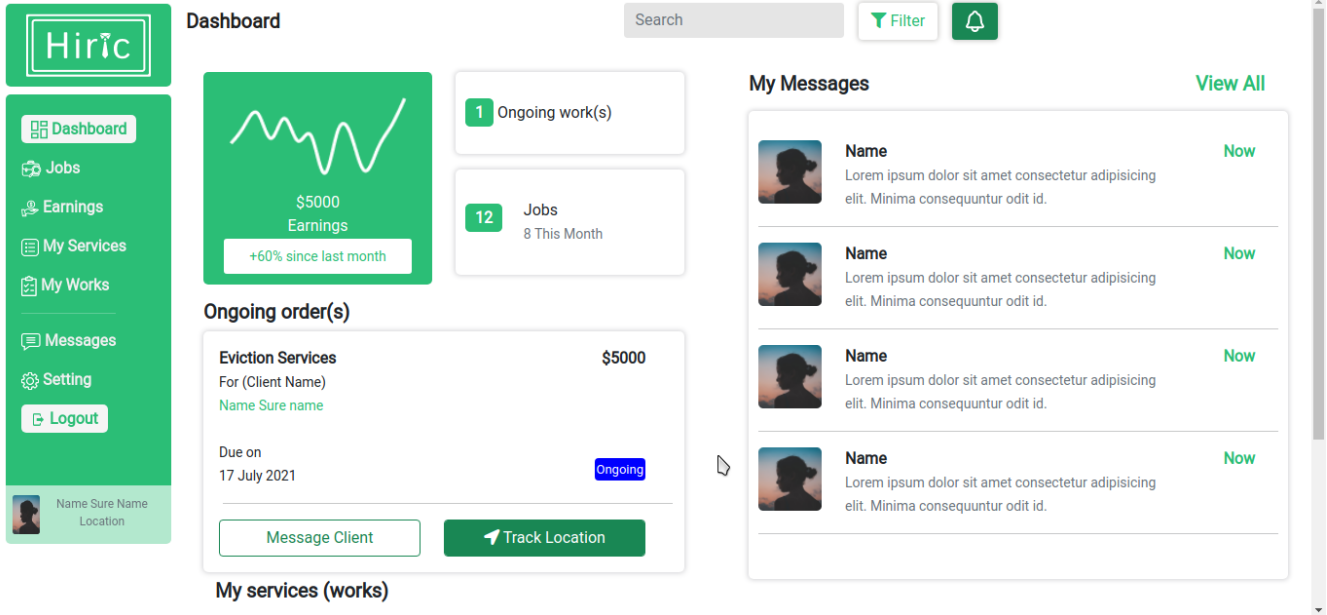 Hiric
Dashboard
Search
Filter
Dashboard
Jobs
Earnings
My Services
My Works
Messages
Setting
Logout
Name Sure Name
Location
$5000
Earnings
+60% since last month
1 Ongoing work(s)
12 Jobs
8 This Month
Ongoing order(s)
Eviction Services $5000
For (Client Name)
Name Sure name
Due on
17 July 2021
Ongoing
Message Client
Track Location
My services (works)
My Messages
View All
Name Now
Lorem ipsum dolor sit amet consectetur adipisicing
elit. Minima consequuntur odit id.
Name Now
Lorem ipsum dolor sit amet consectetur adipisicing
elit. Minima consequuntur odit id.
Name Now
Lorem ipsum dolor sit amet consectetur adipisicing
elit. Minima consequuntur odit id.
Name Now
Lorem ipsum dolor sit amet consectetur adipisicing
elit. Minima consequuntur odit id.